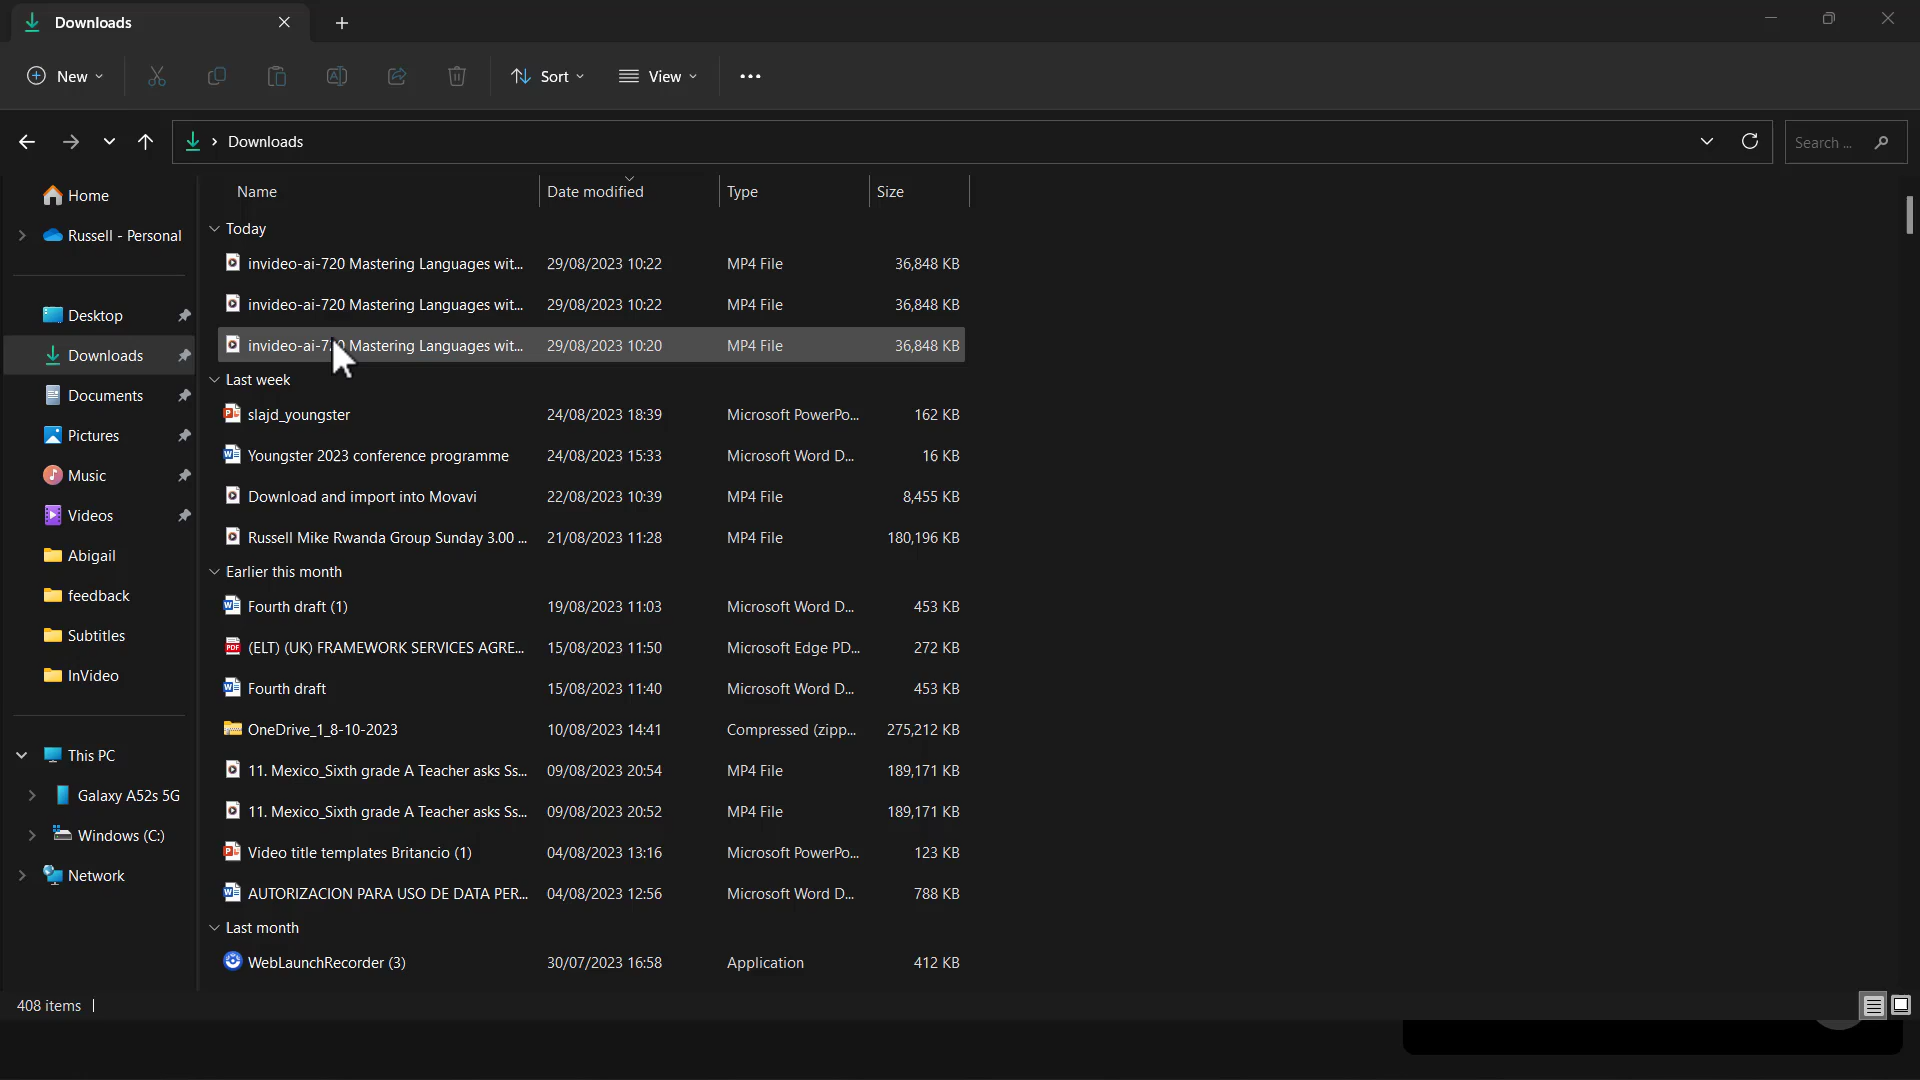 Downloads
New
Sort
View
Downloads
Search ...
Home
Russell - Personal
Desktop
Downloads
Documents
Pictures
Music
Videos
Abigail
feedback
Subtitles
InVideo
This PC
Galaxy A52s 5G
Windows (C:)
Network
Name Date modified Type Size
Today
invideo-ai-720 Mastering Languages wit... 29/08/2023 10:22 MP4 File 36,848 KB
invideo-ai-720 Mastering Languages wit... 29/08/2023 10:22 MP4 File 36,848 KB
invideo-ai-720 Mastering Languages wit... 29/08/2023 10:20 MP4 File 36,848 KB
Last week
slajd_youngster 24/08/2023 18:39 Microsoft PowerPo... 162 KB
Youngster 2023 conference programme 24/08/2023 15:33 Microsoft Word D... 16 KB
Download and import into Movavi 22/08/2023 10:39 MP4 File 8,455 KB
Russell Mike Rwanda Group Sunday 3.00 ... 21/08/2023 11:28 MP4 File 180,196 KB
Earlier this month
Fourth draft (1) 19/08/2023 11:03 Microsoft Word D... 453 KB
(ELT) (UK) FRAMEWORK SERVICES AGRE... 15/08/2023 11:50 Microsoft Edge PD... 272 KB
Fourth draft 15/08/2023 11:40 Microsoft Word D... 453 KB
OneDrive_1_8-10-2023 10/08/2023 14:41 Compressed (zipp... 275,212 KB
11. Mexico_Sixth grade A Teacher asks Ss... 09/08/2023 20:54 MP4 File 189,171 KB
11. Mexico_Sixth grade A Teacher asks Ss... 09/08/2023 20:52 MP4 File 189,171 KB
Video title templates Britancio (1) 04/08/2023 13:16 Microsoft PowerPo... 123 KB
AUTORIZACION PARA USO DE DATA PER... 04/08/2023 12:56 Microsoft Word D... 788 KB
Last month
WebLaunchRecorder (3) 30/07/2023 16:58 Application 412 KB
408 items